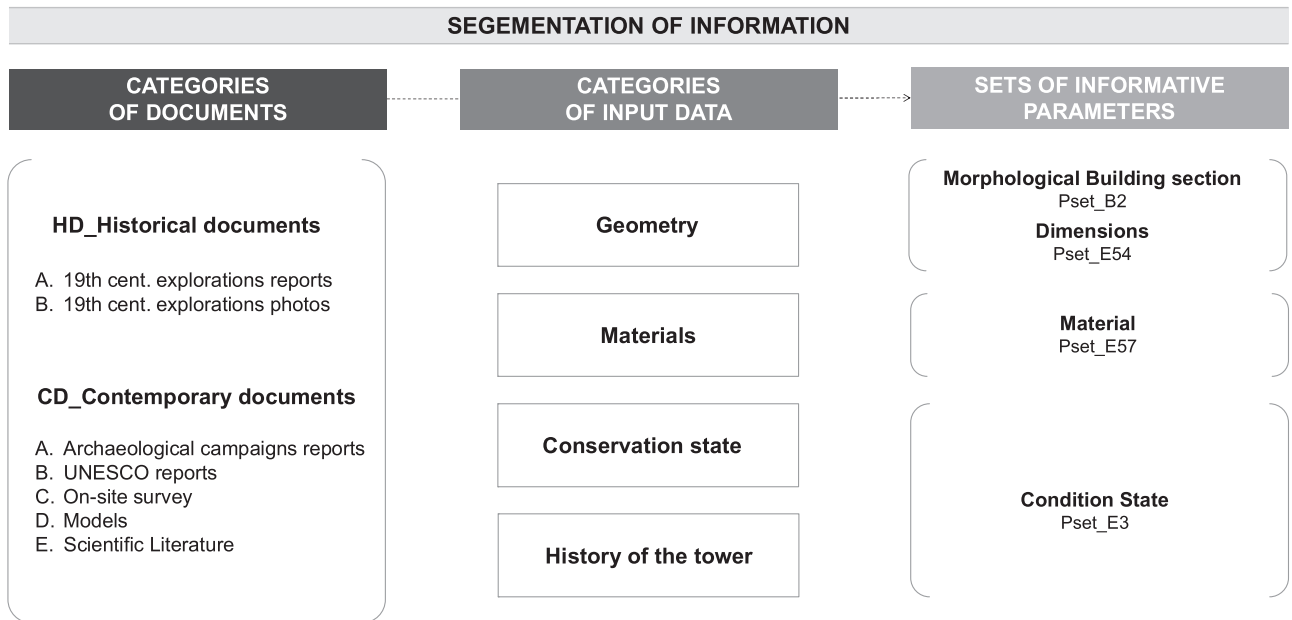 SEGEMENTATION OF INFORMATION
CATEGORIES
OF DOCUMENTS
HD_Historical documents
A. 19th cent. explorations reports
B. 19th cent. explorations photos
CD_Contemporary documents
A. Archaeological campaigns reports
B. UNESCO reports
C. On-site survey
D. Models
E. Scientific Literature
CATEGORIES
OF INPUT DATA
Geometry
Materials
Conservation state
History of the tower
SETS OF INFORMATIVE
PARAMETERS
Morphological Building section
Pset_B2
Dimensions
Pset_E54
Material
Pset_E57
Condition State
Pset_E3